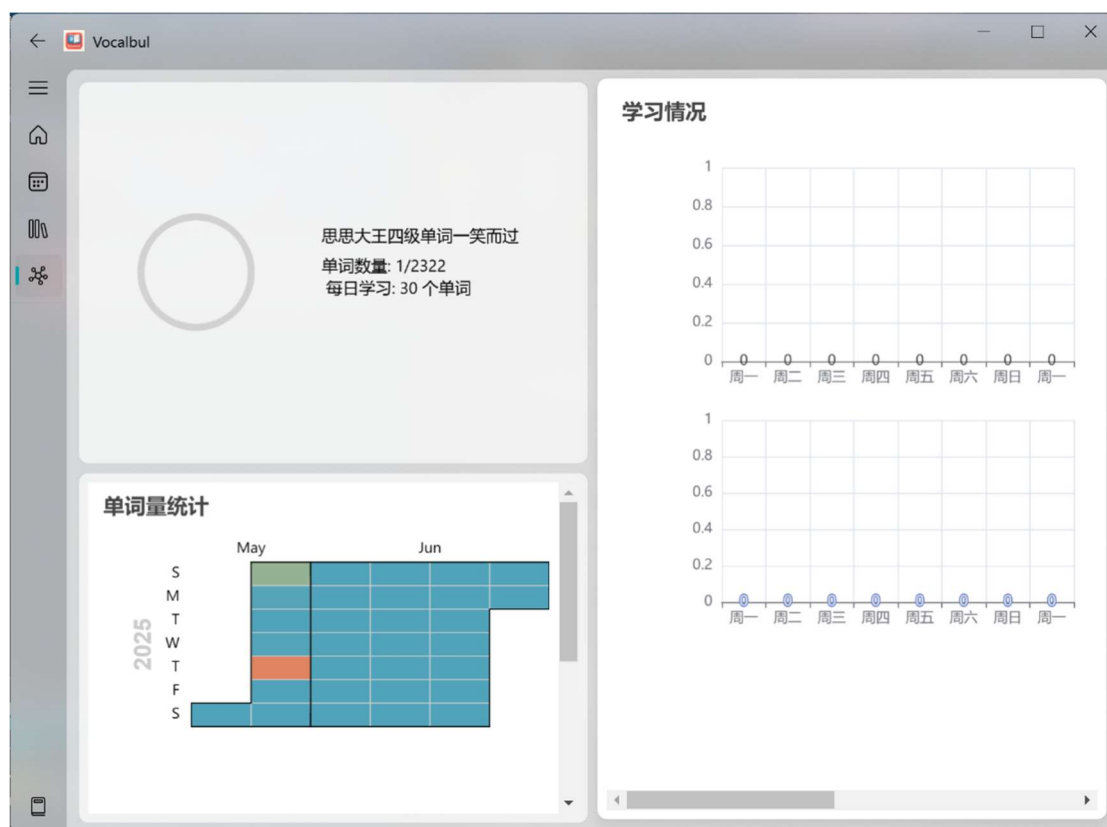 Vocalbul
思思大王四级单词一笑而过
单词数量: 1/2322
每日学习: 30 个单词
单词量统计
May Jun
2025
S
M
T
W
T
F
S
学习情况
1
0.8
0.6
0.4
0.2
0
0 0 0 0 0 0 0 0
周一 周二 周三 周四 周五 周六 周日 周一
1
0.8
0.6
0.4
0.2
0
0 0 0 0 0 0 0 0
周一 周二 周三 周四 周五 周六 周日 周一